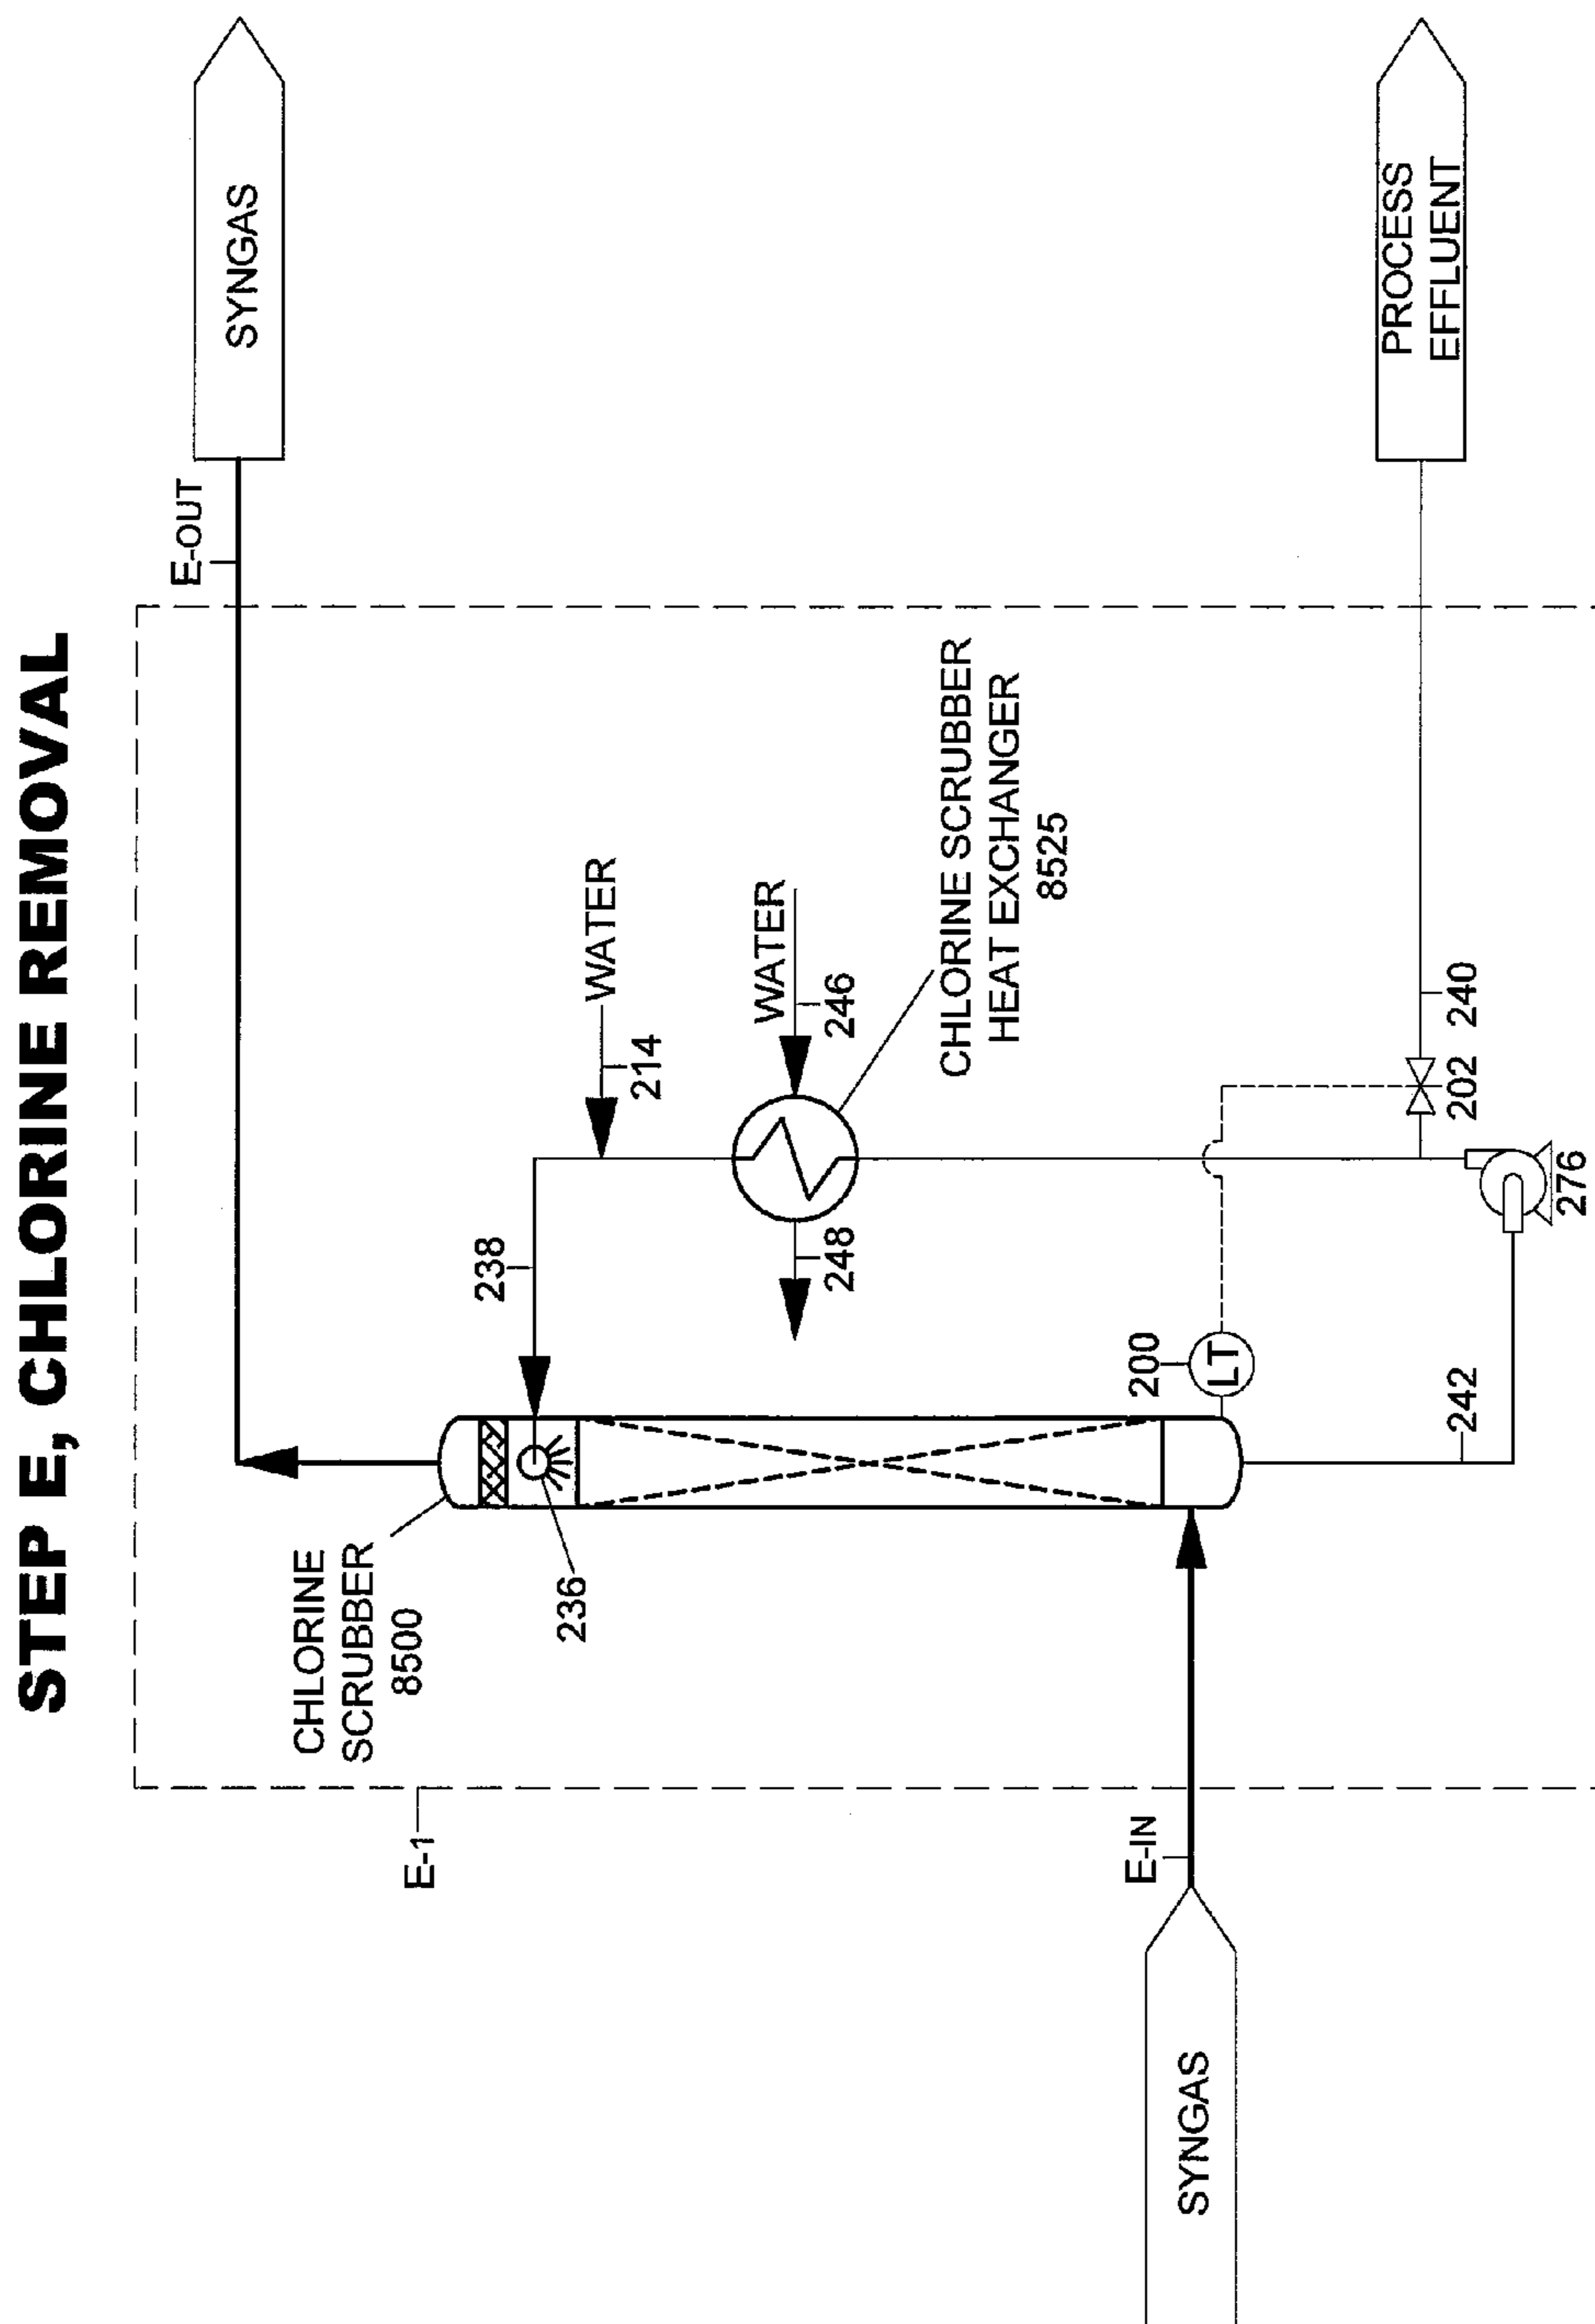 STEP E, CHLORINE REMOVAL
E-OUT
SYNGAS
CHLORINE
SCRUBBER
8500
E-1
236
238
WATER
214
WATER
246
248
CHLORINE SCRUBBER
HEAT EXCHANGER
8525
200
LT
E-IN
SYNGAS
242
202
240
276
PROCESS
EFFLUENT